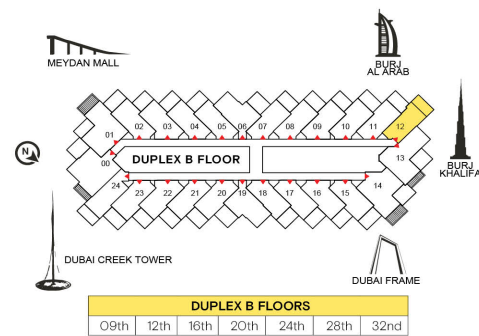 MEYDAN MALL
BURJ
AL ARAB
BURJ
KHALIFA
01 02 03 04 05 06 07 08 09 10 11 12
00 DUPLEX B FLOOR 13
24 23 22 21 20 19 18 17 16 15 14
N
DUBAI CREEK TOWER
DUBAI FRAME
DUPLEX B FLOORS
09th 12th 16th 20th 24th 28th 32nd